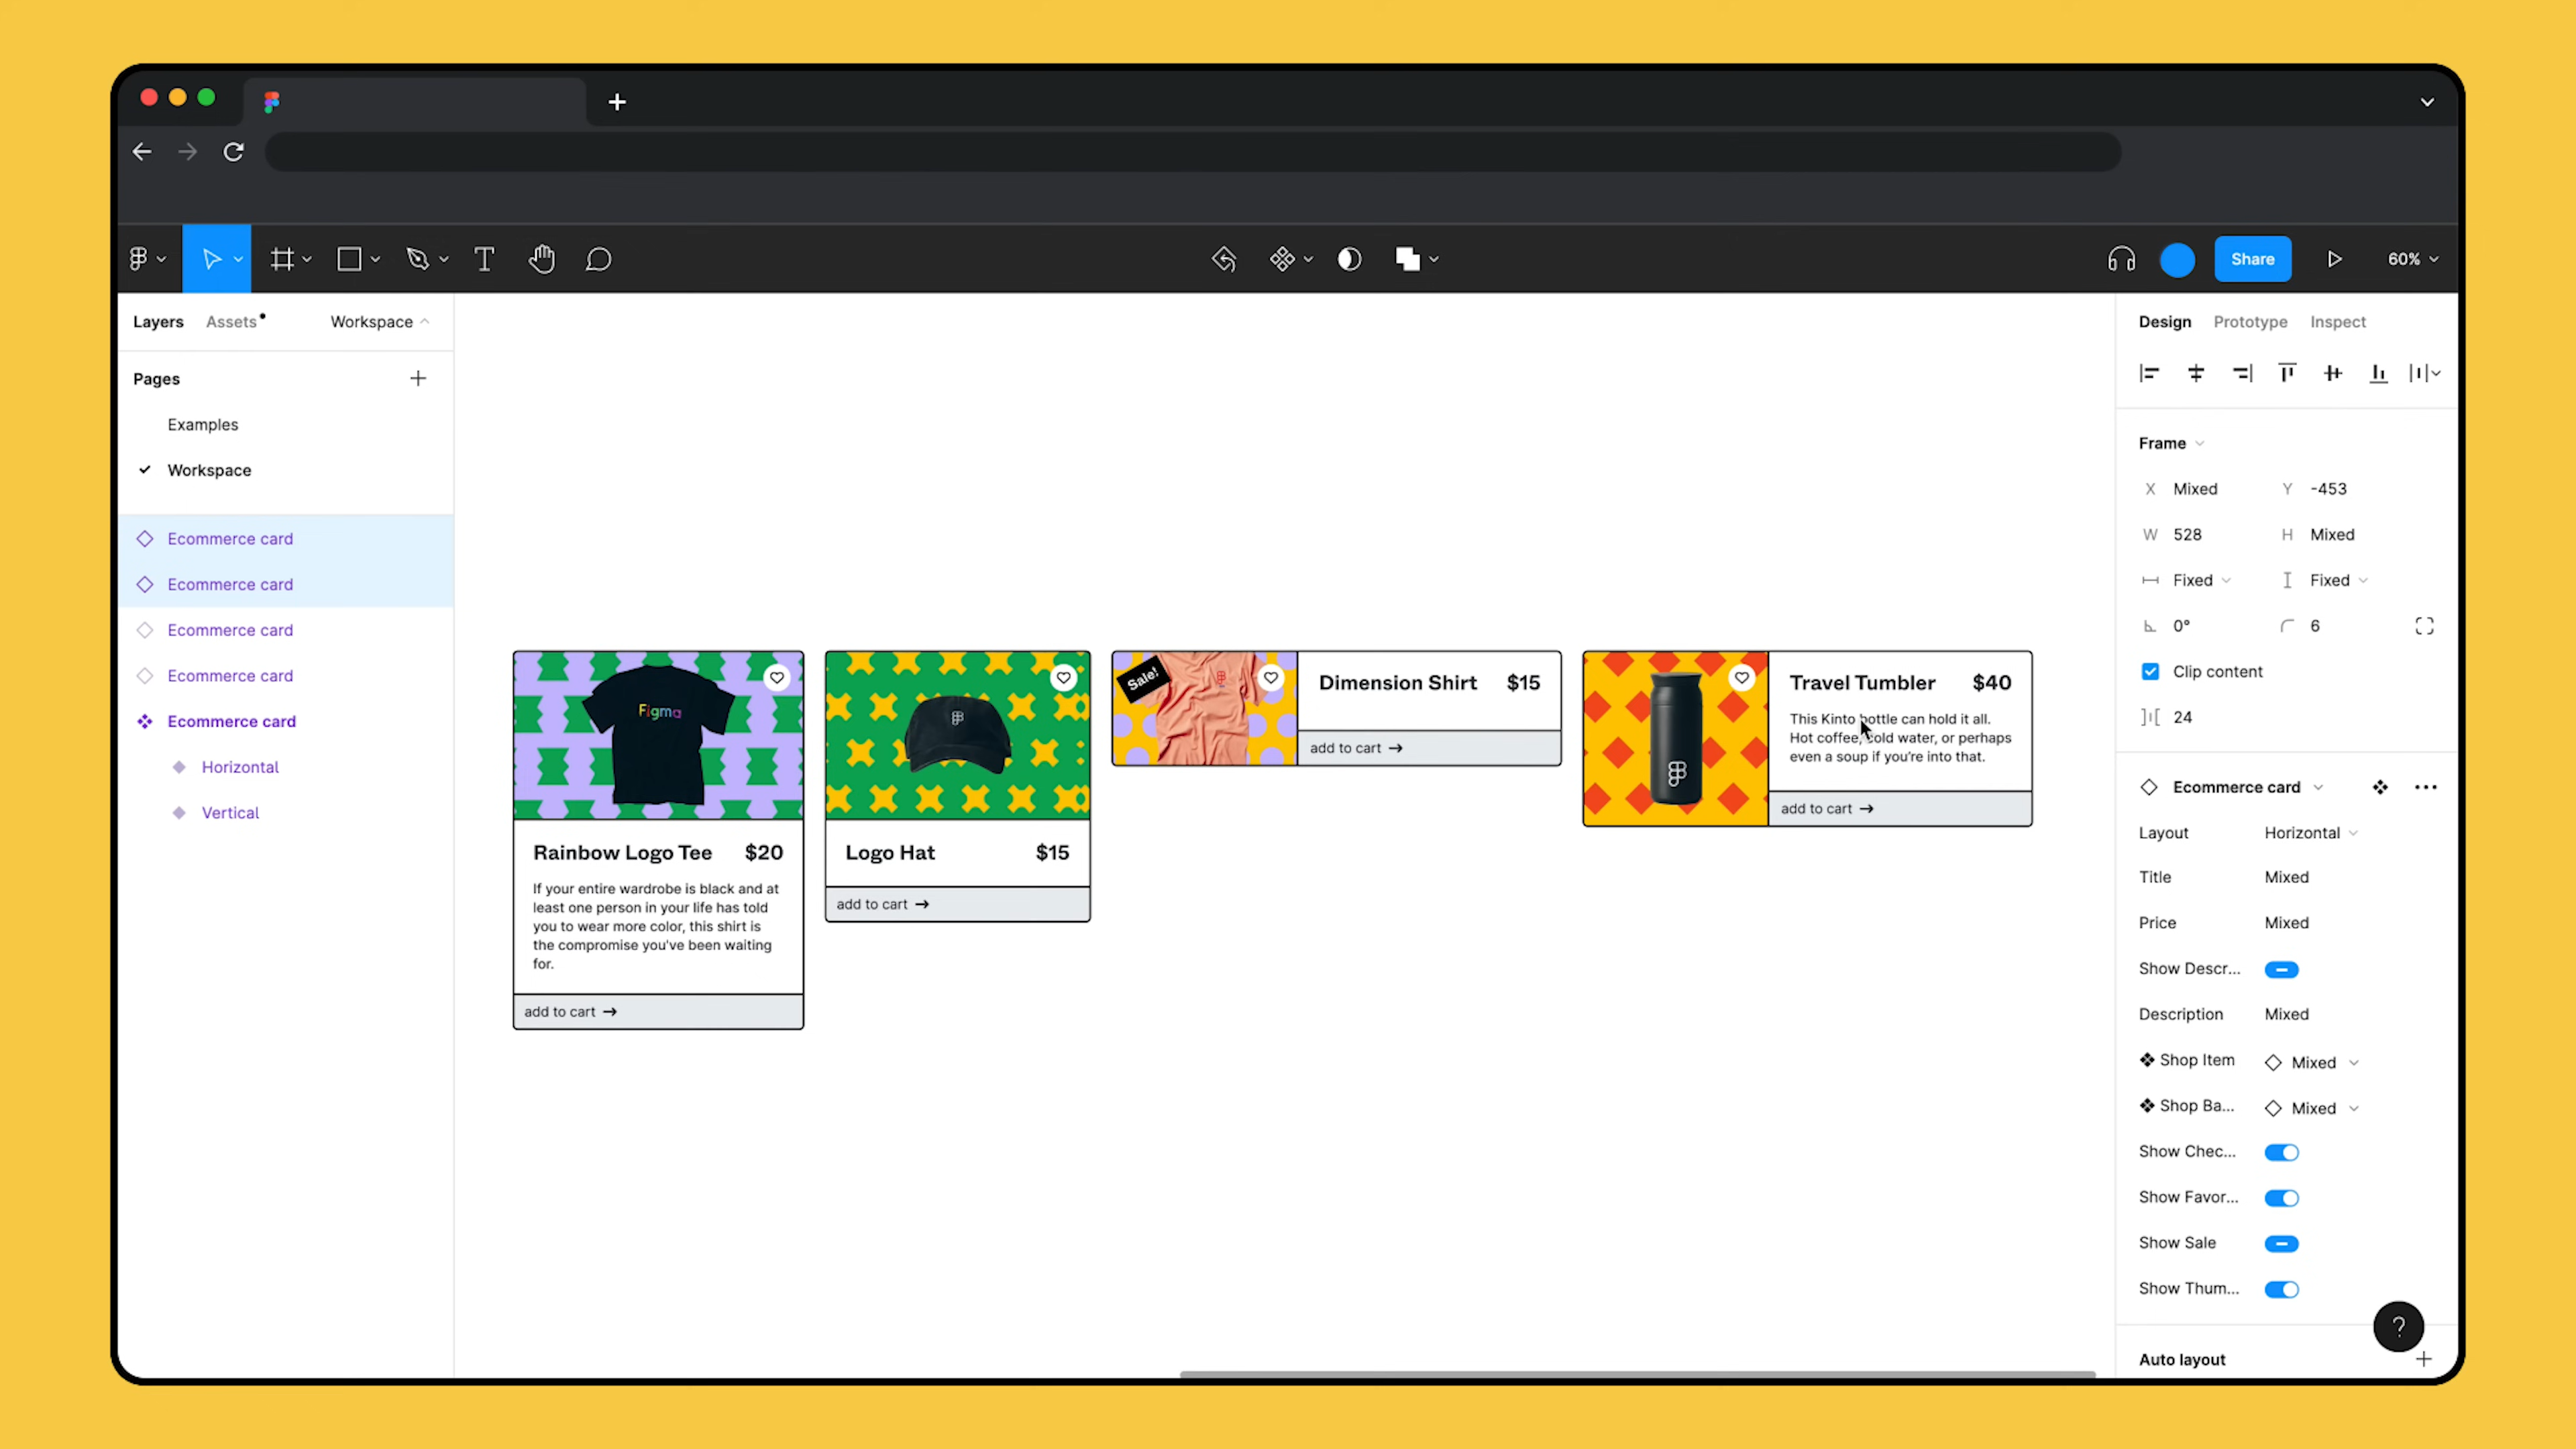 Share
60%
Layers
Assets
Workspace
Pages
Examples
Workspace
Ecommerce card
Ecommerce card
Ecommerce card
Ecommerce card
Ecommerce card
Horizontal
Vertical
Figma
Rainbow Logo Tee $20
If your entire wardrobe is black and at
least one person in your life has told
you to wear more color, this shirt is
the compromise you've been waiting
for.
add to cart →
Logo Hat $15
add to cart →
Sale!
Dimension Shirt $15
add to cart →
Travel Tumbler $40
This Kinto bottle can hold it all.
Hot coffee, cold water, or perhaps
even a soup if you're into that.
add to cart →
Design Prototype Inspect
Frame
X Mixed Y -453
W 528 H Mixed
Fixed Fixed
0° 6
Clip content
24
Ecommerce card
Layout Horizontal
Title Mixed
Price Mixed
Show Descr...
Description Mixed
Shop Item Mixed
Shop Ba... Mixed
Show Chec...
Show Favor...
Show Sale
Show Thum...
?
Auto layout